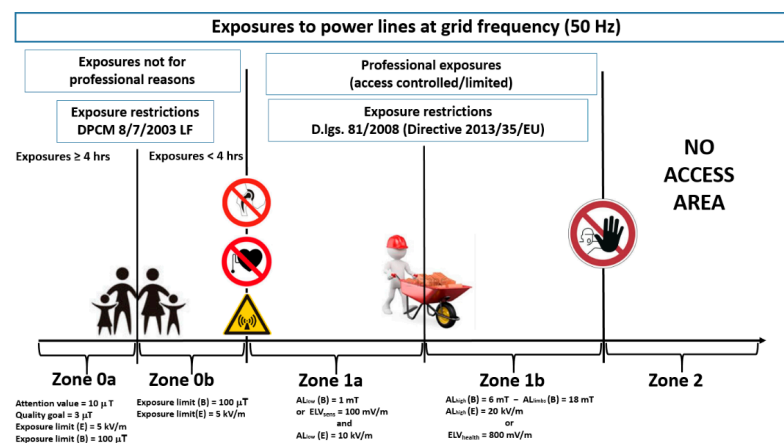 Exposures to power lines at grid frequency (50 Hz)
Exposures not for
professional reasons
Professional exposures
(access controlled/limited)
Exposure restrictions
DPCM 8/7/2003 LF
Exposure restrictions
D.lgs. 81/2008 (Directive 2013/35/EU)
Exposures ≥ 4 hrs
Exposures < 4 hrs
NO
ACCESS
AREA
Zone 0a
Attention value = 10 μ T
Quality goal = 3 μT
Exposure limit (E) = 5 kV/m
Exposure limit (B) = 100 μT
Zone 0b
Exposure limit (B) = 100 μT
Exposure limit(E) = 5 kV/m
Zone 1a
ALlow (B) = 1 mT
or ELVsens = 100 mV/m
and
ALlow (E) = 10 kV/m
Zone 1b
ALhigh (B) = 6 mT – ALlimbs (B) = 18 mT
ALhigh (E) = 20 kV/m
or
ELVhealth = 800 mV/m
Zone 2